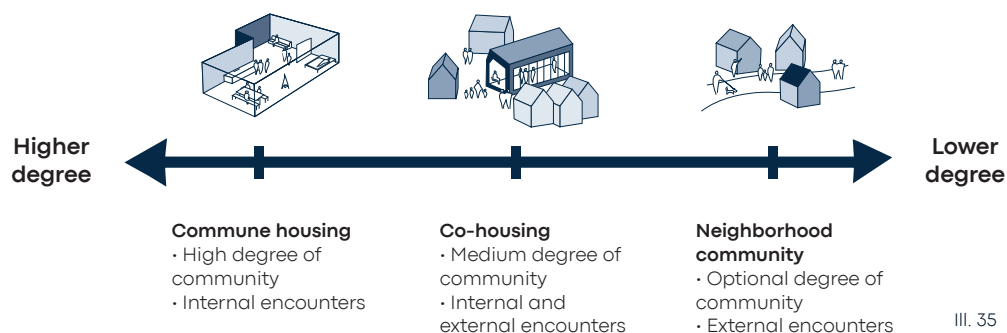 Higher
degree
Lower
degree
Commune housing
· High degree of
community
· Internal encounters
Co-housing
· Medium degree of
community
· Internal and
external encounters
Neighborhood
community
· Optional degree of
community
· External encounters
Ill. 35